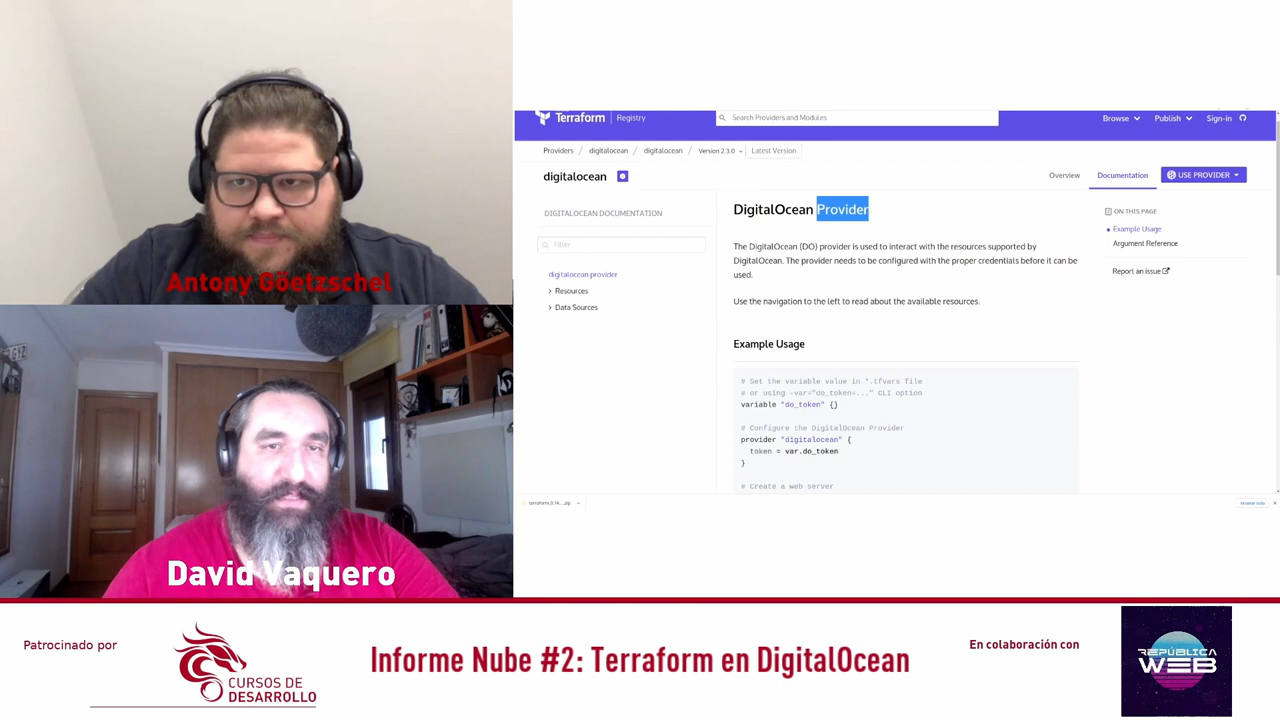 Antony Göetzschel
David Vaquero
Terraform
Registry
Search Providers and Modules
Browse
Publish
Sign-in
Providers / digitalocean / digitalocean / Version 2.3.0
Latest Version
digitalocean
Overview
Documentation
USE PROVIDER
DIGITALOCEAN DOCUMENTATION
Filter
digitalocean provider
Resources
Data Sources
DigitalOcean Provider
The DigitalOcean (DO) provider is used to interact with the resources supported by
DigitalOcean. The provider needs to be configured with the proper credentials before it can be
used.
Use the navigation to the left to read about the available resources.
Example Usage
# Set the variable value in *.tfvars file
# or using -var="do_token=..." CLI option
variable "do_token" {}
# Configure the DigitalOcean Provider
provider "digitalocean" {
token = var.do_token
}
# Create a web server
ON THIS PAGE
Example Usage
Argument Reference
Report an issue
terraform_0.14....zip
Patrocinado por
CURSOS DE
DESARROLLO
Informe Nube #2: Terraform en DigitalOcean
En colaboración con
REPÚBLICA
WEB